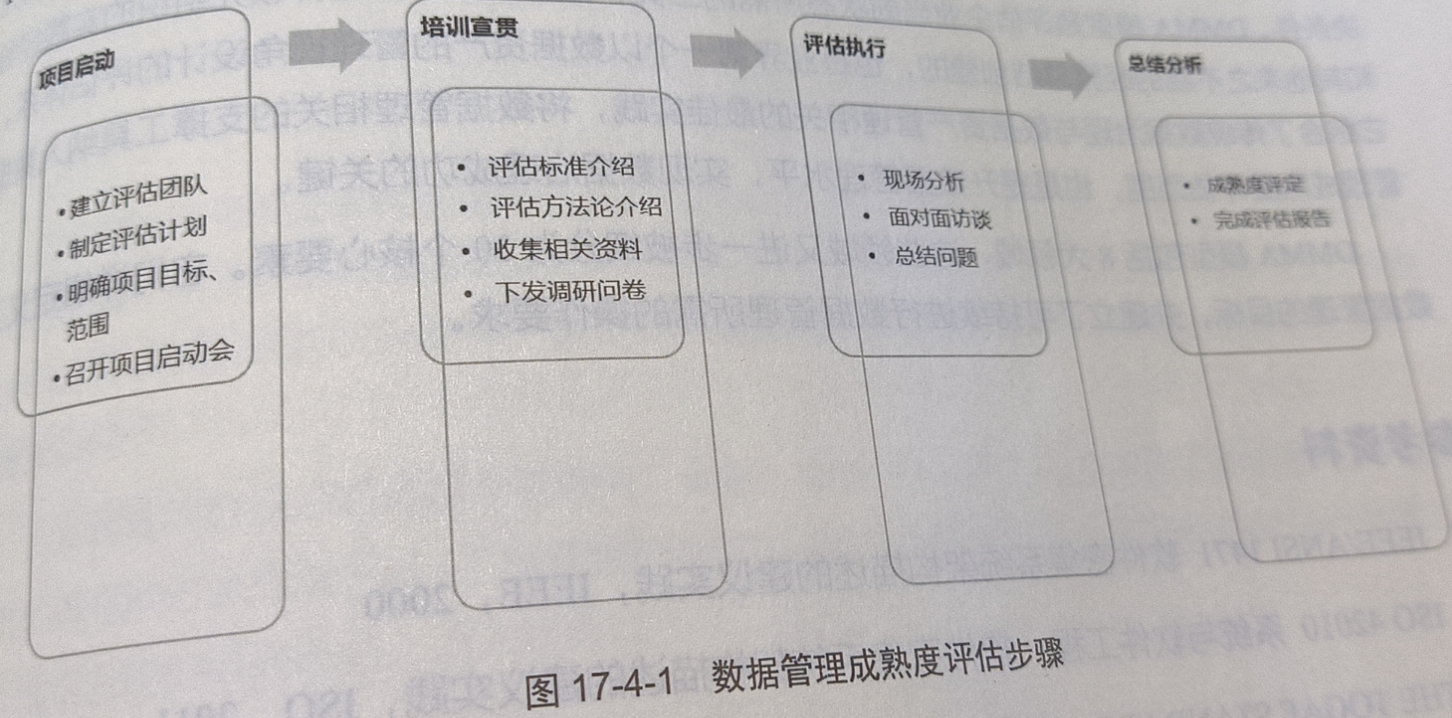 项目启动
•建立评估团队
•制定评估计划
•明确项目目标、
范围
•召开项目启动会
培训宣贯
• 评估标准介绍
• 评估方法论介绍
• 收集相关资料
• 下发调研问卷
评估执行
• 现场分析
• 面对面访谈
• 总结问题
总结分析
• 成熟度评定
• 完成评估报告
图 17-4-1 数据管理成熟度评估步骤